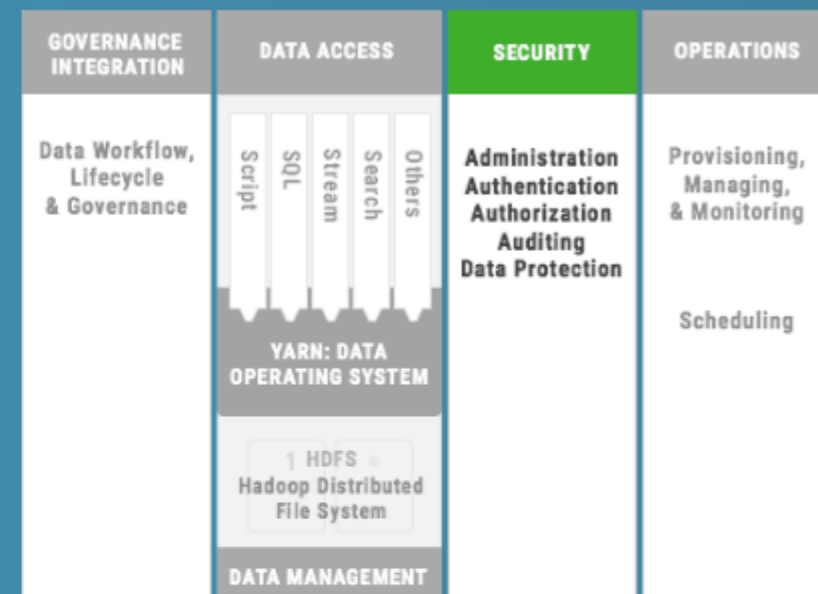 GOVERNANCE
INTEGRATION
Data Workflow,
Lifecycle
& Governance
DATA ACCESS
Script
SQL
Stream
Search
Others
YARN: DATA
OPERATING SYSTEM
1 HDFS
Hadoop Distributed
File System
DATA MANAGEMENT
SECURITY
Administration
Authentication
Authorization
Auditing
Data Protection
OPERATIONS
Provisioning,
Managing,
& Monitoring
Scheduling